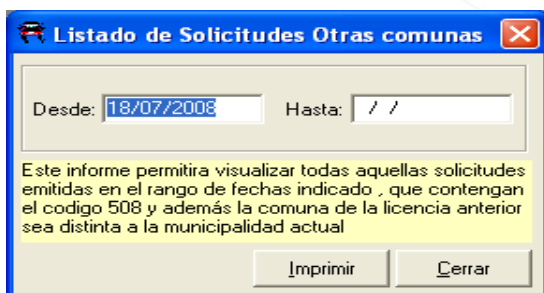 Listado de Solicitudes Otras comunas
Desde: 18/07/2008 Hasta: / /
Este informe permitira visualizar todas aquellas solicitudes
emitidas en el rango de fechas indicado , que contengan
el codigo 508 y además la comuna de la licencia anterior
sea distinta a la municipalidad actual
Imprimir Cerrar